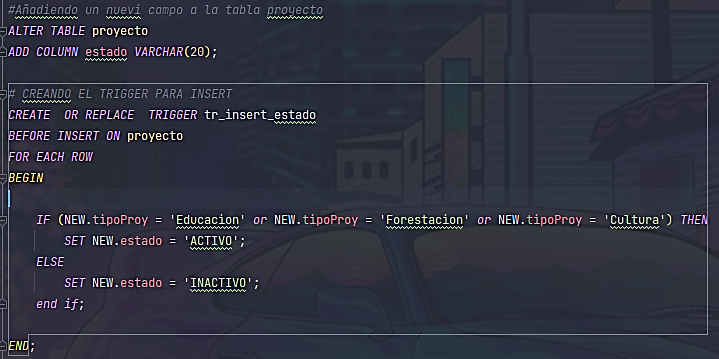 #Añadiendo un nuevi campo a la tabla proyecto
ALTER TABLE proyecto
ADD COLUMN estado VARCHAR(20);
# CREANDO EL TRIGGER PARA INSERT
CREATE  OR REPLACE  TRIGGER tr_insert_estado
BEFORE INSERT ON proyecto
FOR EACH ROW
BEGIN
IF (NEW.tipoProy = 'Educacion' or NEW.tipoProy = 'Forestacion' or NEW.tipoProy = 'Cultura') THEN
SET NEW.estado = 'ACTIVO';
ELSE
SET NEW.estado = 'INACTIVO';
end if;
END;